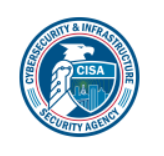 CYBERSECURITY & INFRASTRUCTURE
CISA
SECURITY AGENCY